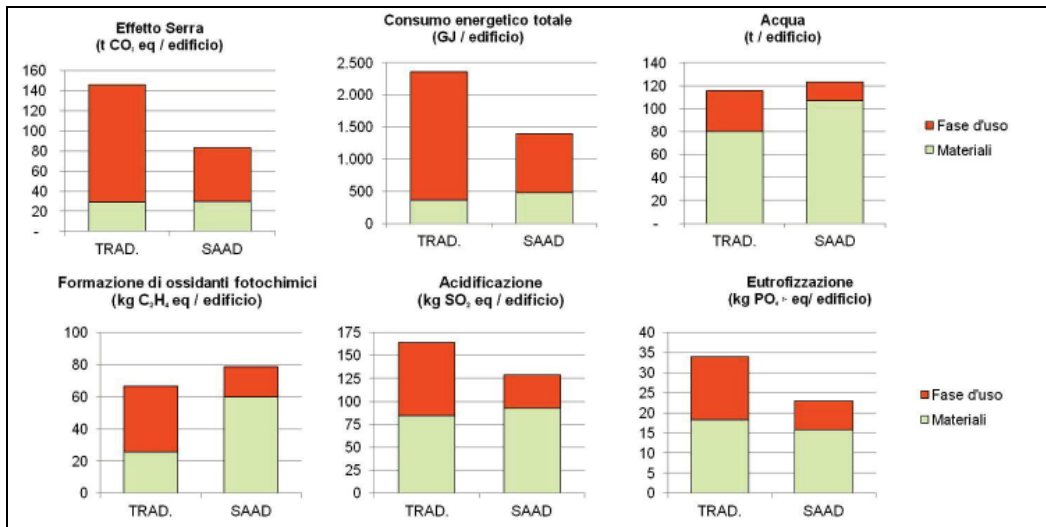 Effetto Serra
(t CO₂ eq / edificio)
160
140
120
100
80
60
40
20
-
TRAD.
SAAD
Consumo energetico totale
(GJ / edificio)
2.500
2.000
1.500
1.000
500
0
TRAD.
SAAD
Acqua
(t / edificio)
140
120
100
80
60
40
20
-
TRAD.
SAAD
Fase d'uso
Materiali
Formazione di ossidanti fotochimici
(kg C₂H₄ eq / edificio)
100
80
60
40
20
0
TRAD.
SAAD
Acidificazione
(kg SO₂ eq / edificio)
175
150
125
100
75
50
25
0
TRAD.
SAAD
Eutrofizzazione
(kg PO₄ ³⁻ eq/ edificio)
40
35
30
25
20
15
10
5
0
TRAD.
SAAD
Fase d'uso
Materiali